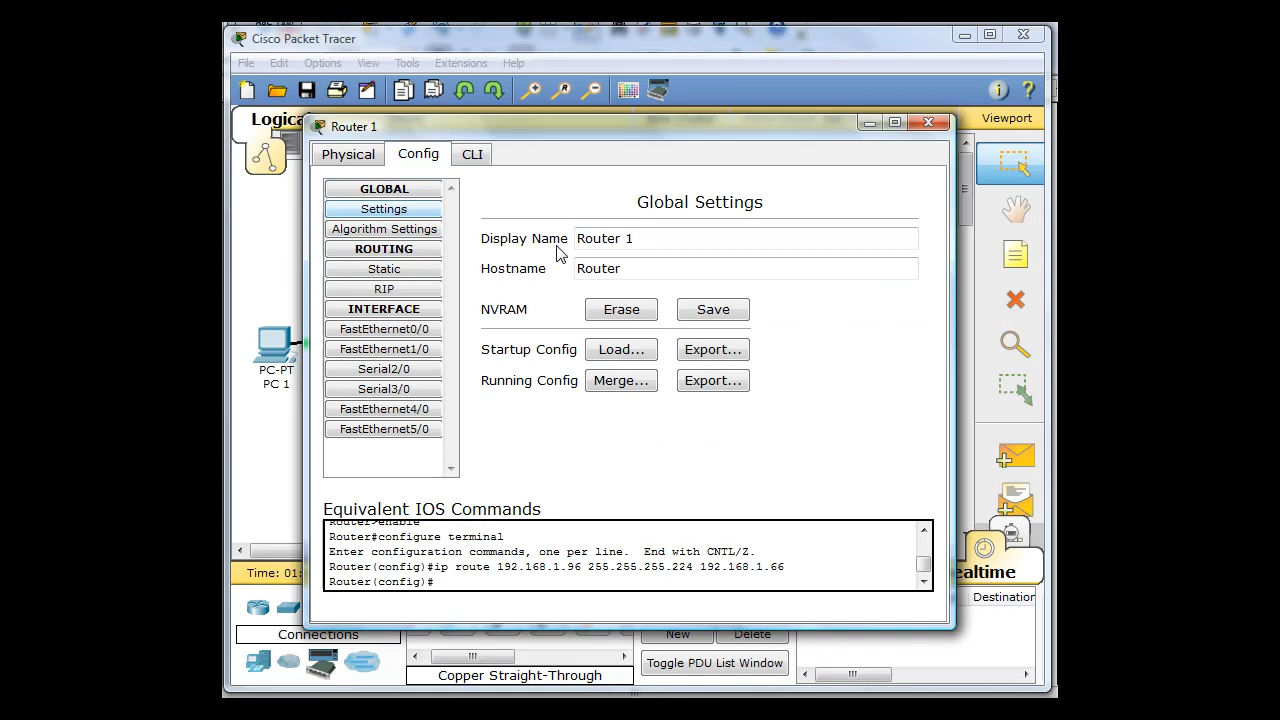 Cisco Packet Tracer
File Edit Options View Tools Extensions Help
Viewport
Router 1
Physical Config CLI
GLOBAL
Settings
Algorithm Settings
ROUTING
Static
RIP
INTERFACE
FastEthernet0/0
FastEthernet1/0
Serial2/0
Serial3/0
FastEthernet4/0
FastEthernet5/0
Global Settings
Display Name Router 1
Hostname Router
NVRAM Erase Save
Startup Config Load... Export...
Running Config Merge... Export...
PC-PT
PC 1
Equivalent IOS Commands
Router>enable
Router#configure terminal
Enter configuration commands, one per line. End with CNTL/Z.
Router(config)#ip route 192.168.1.96 255.255.255.224 192.168.1.66
Router(config)#
Time: 01:
ealtime
Destination
Connections
New Delete
Toggle PDU List Window
Copper Straight-Through